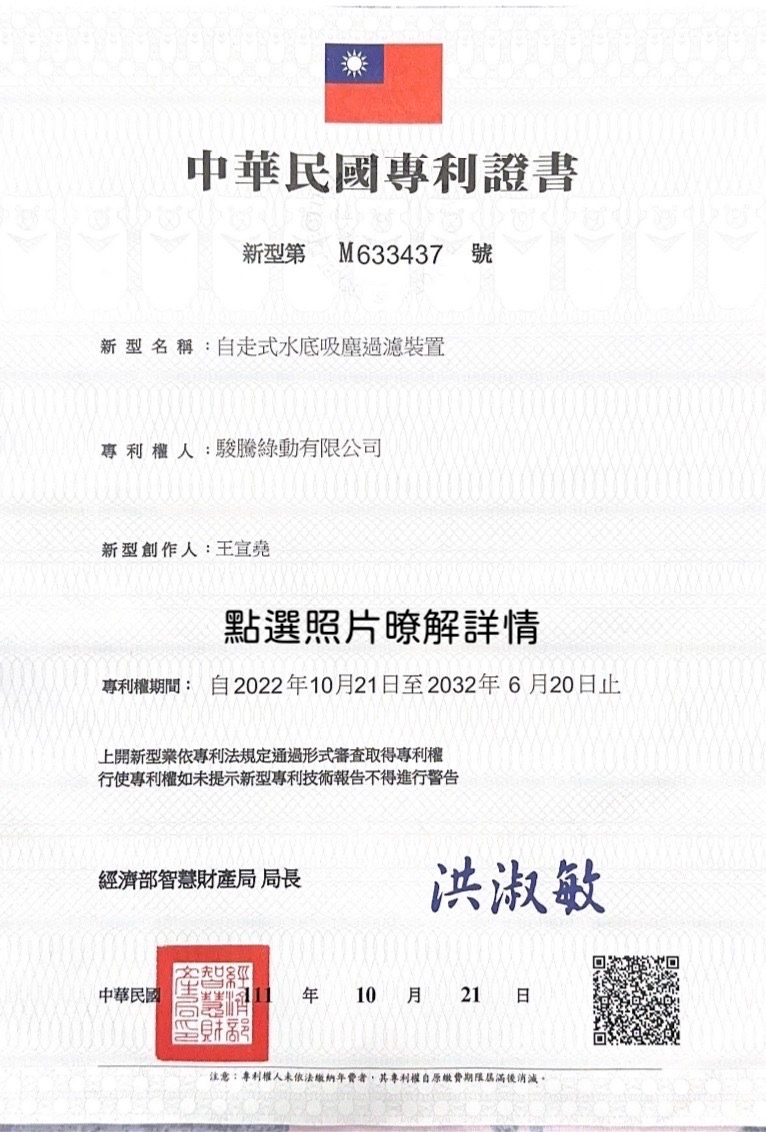 中華民國專利證書
新型第 M633437 號
新型名稱：自走式水底吸塵過濾裝置
專利權人：駿騰綠動有限公司
新型創作人：王宣堯
點選照片暸解詳情
專利權期間： 自2022年10月21日至2032年 6 月20日止
上開新型業依專利法規定通過形式審查取得專利權
行使專利權如未提示新型專利技術報告不得進行警告
經濟部智慧財產局 局長 洪淑敏
中華民國 111 年 10 月 21 日
經濟部智慧財產局印
注意：專利權人未依法繳納年費者，其專利權自原繳費期限屆滿後消滅。